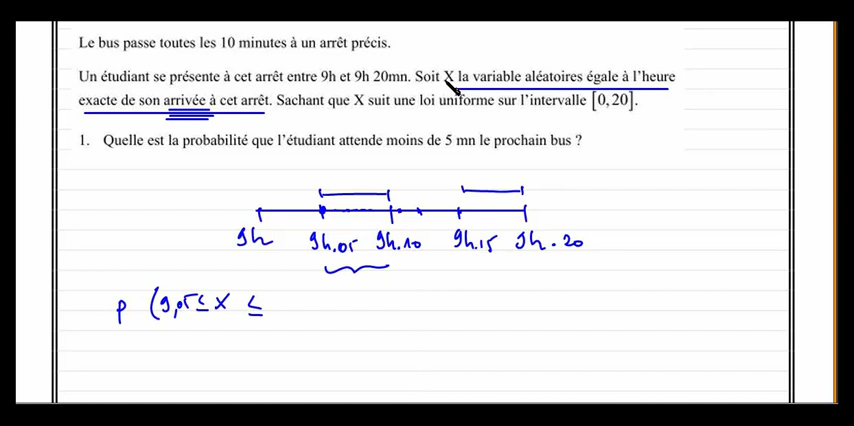 Le bus passe toutes les 10 minutes à un arrêt précis.
Un étudiant se présente à cet arrêt entre 9h et 9h 20mn. Soit X la variable aléatoires égale à l'heure
exacte de son arrivée à cet arrêt. Sachant que X suit une loi uniforme sur l'intervalle [0,20].
1. Quelle est la probabilité que l'étudiant attende moins de 5 mn le prochain bus ?
9h 9h.05 9h.10 9h.15 9h.20
P (9,05 ≤ X ≤